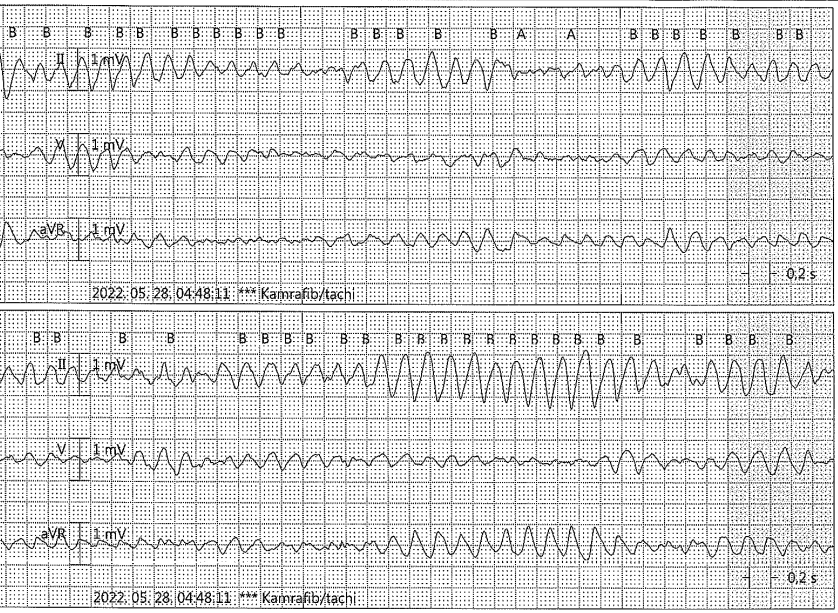 B B B B B B B B B B B B B B B B A A B B B B B B B
II 1 mV
V 1 mV
aVR 1 mV
0,2 s
2022. 05. 28. 04:48:11 *** Kamrafib/tachi
B B B B B B B B B B B B B B B B B B B B B B B B B
II 1 mV
V 1 mV
aVR 1 mV
0,2 s
2022. 05. 28. 04:48:11 *** Kamrafib/tachi